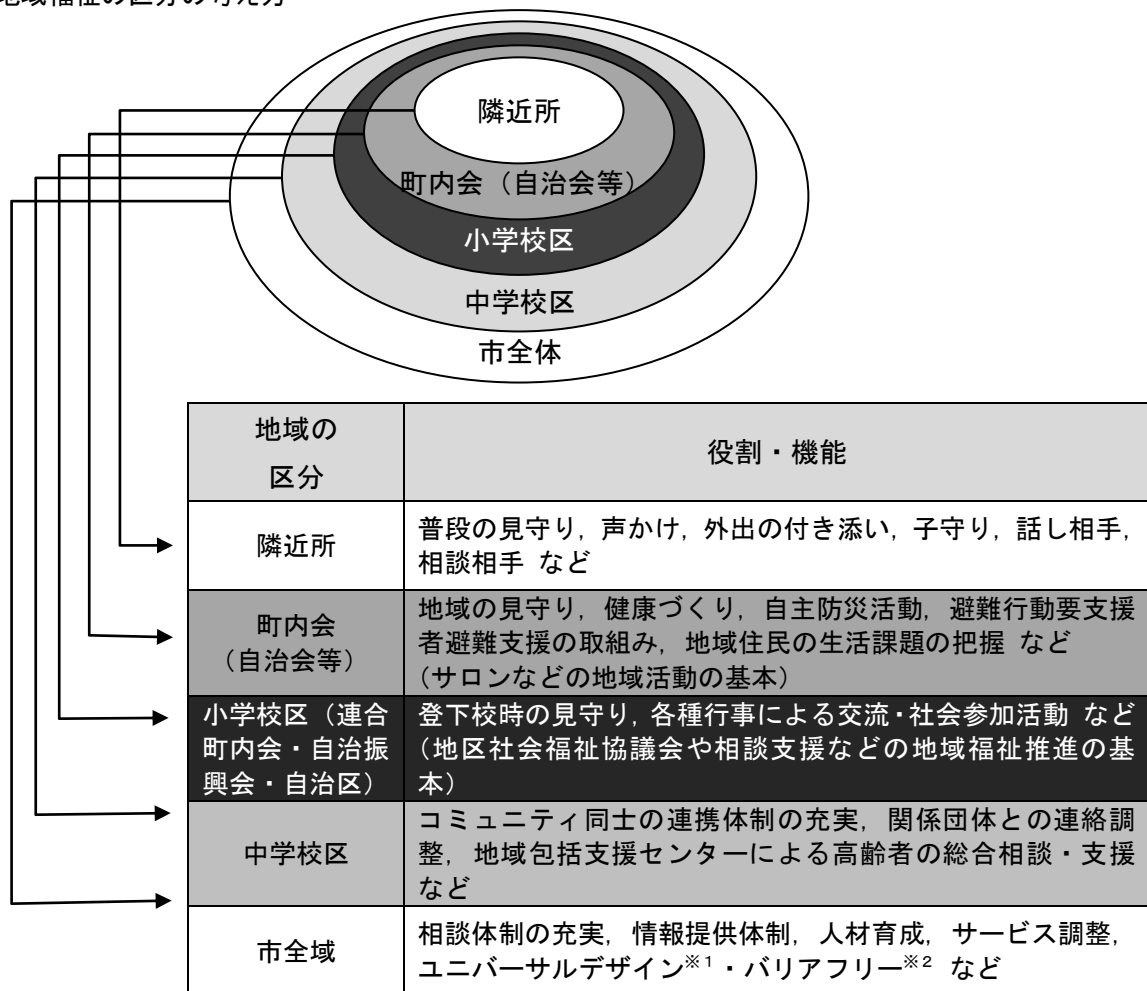 地域福祉の区分の考え方
隣近所
町内会（自治会等）
小学校区
中学校区
市全体
地域の
区分
役割・機能
隣近所
普段の見守り，声かけ，外出の付き添い，子守り，話し相手，
相談相手 など
町内会
（自治会等）
地域の見守り，健康づくり，自主防災活動，避難行動要支援
者避難支援の取組み，地域住民の生活課題の把握 など
（サロンなどの地域活動の基本）
小学校区（連合
町内会・自治振
興会・自治区）
登下校時の見守り，各種行事による交流・社会参加活動 など
（地区社会福祉協議会や相談支援などの地域福祉推進の基
本）
中学校区
コミュニティ同士の連携体制の充実，関係団体との連絡調
整，地域包括支援センターによる高齢者の総合相談・支援
など
市全域
相談体制の充実，情報提供体制，人材育成，サービス調整，
ユニバーサルデザイン※１・バリアフリー※２ など